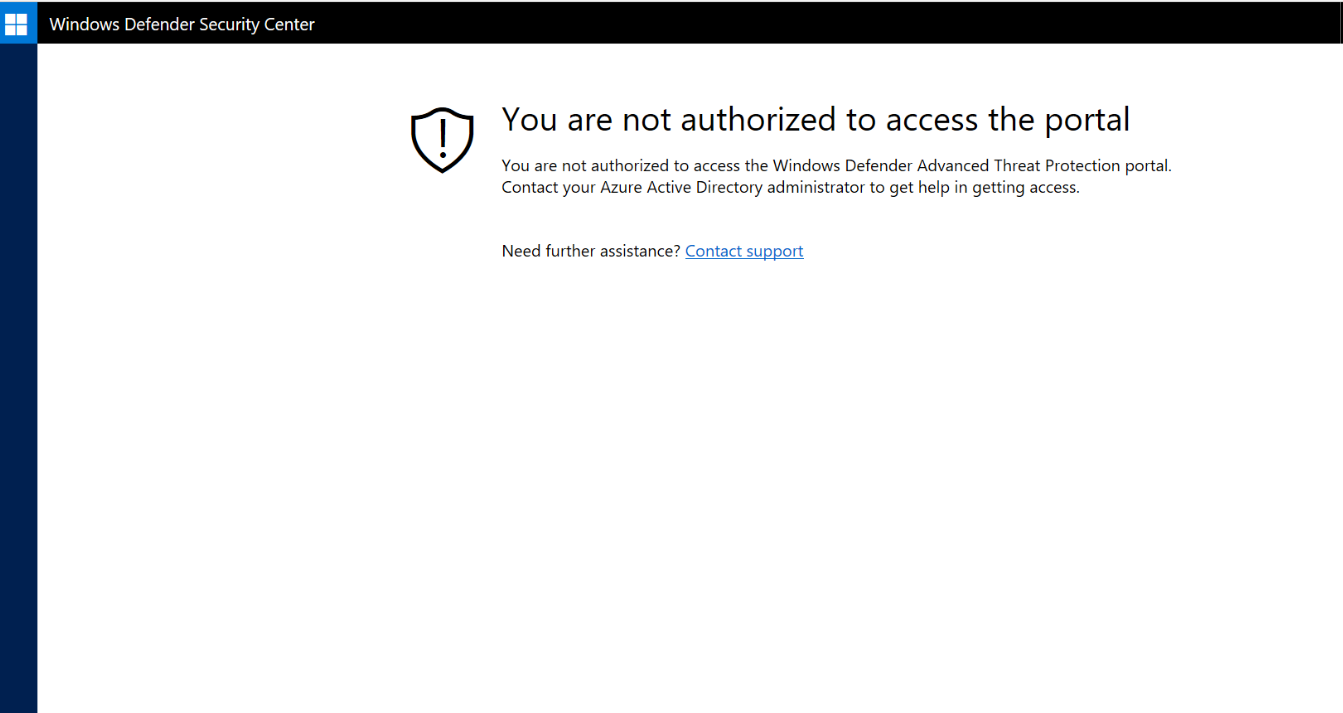 Windows Defender Security Center
You are not authorized to access the portal
You are not authorized to access the Windows Defender Advanced Threat Protection portal.
Contact your Azure Active Directory administrator to get help in getting access.
Need further assistance? Contact support